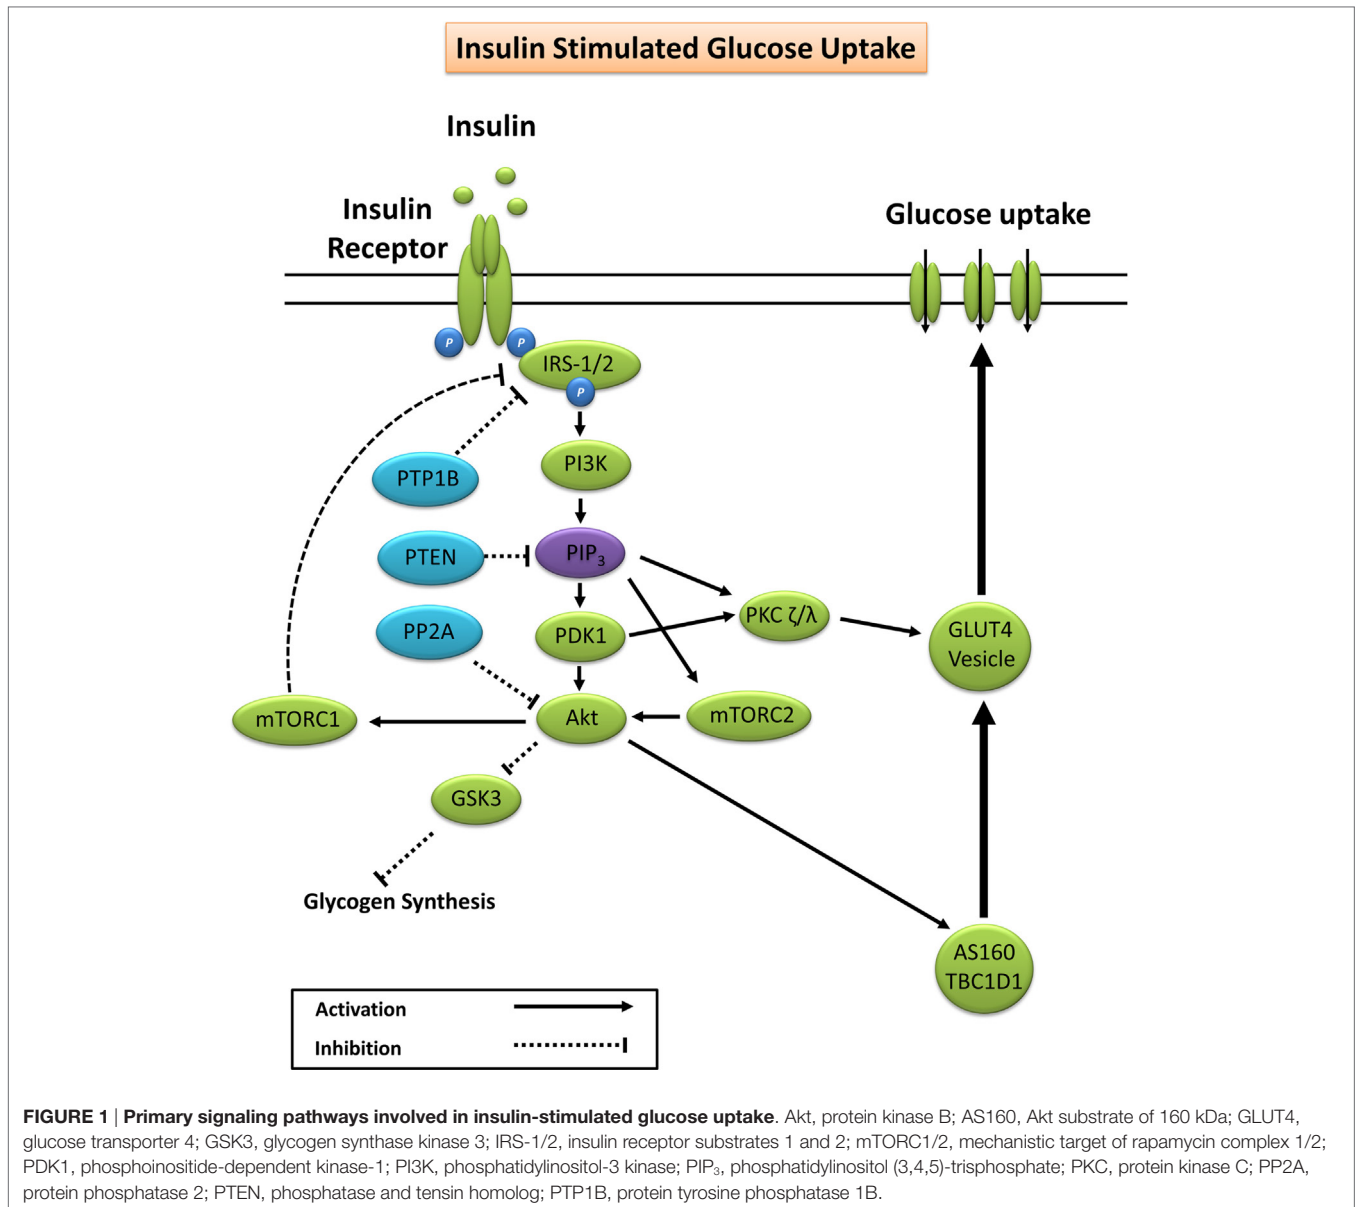 Insulin Stimulated Glucose Uptake
Insulin
Insulin
Receptor
Glucose uptake
P
P
IRS-1/2
P
PTP1B
PI3K
PTEN
PIP₃
PP2A
PDK1
PKC ζ/λ
GLUT4
Vesicle
mTORC1
Akt
mTORC2
GSK3
Glycogen Synthesis
AS160
TBC1D1
Activation
Inhibition
FIGURE 1 | Primary signaling pathways involved in insulin-stimulated glucose uptake. Akt, protein kinase B; AS160, Akt substrate of 160 kDa; GLUT4,
glucose transporter 4; GSK3, glycogen synthase kinase 3; IRS-1/2, insulin receptor substrates 1 and 2; mTORC1/2, mechanistic target of rapamycin complex 1/2;
PDK1, phosphoinositide-dependent kinase-1; PI3K, phosphatidylinositol-3 kinase; PIP₃, phosphatidylinositol (3,4,5)-trisphosphate; PKC, protein kinase C; PP2A,
protein phosphatase 2; PTEN, phosphatase and tensin homolog; PTP1B, protein tyrosine phosphatase 1B.